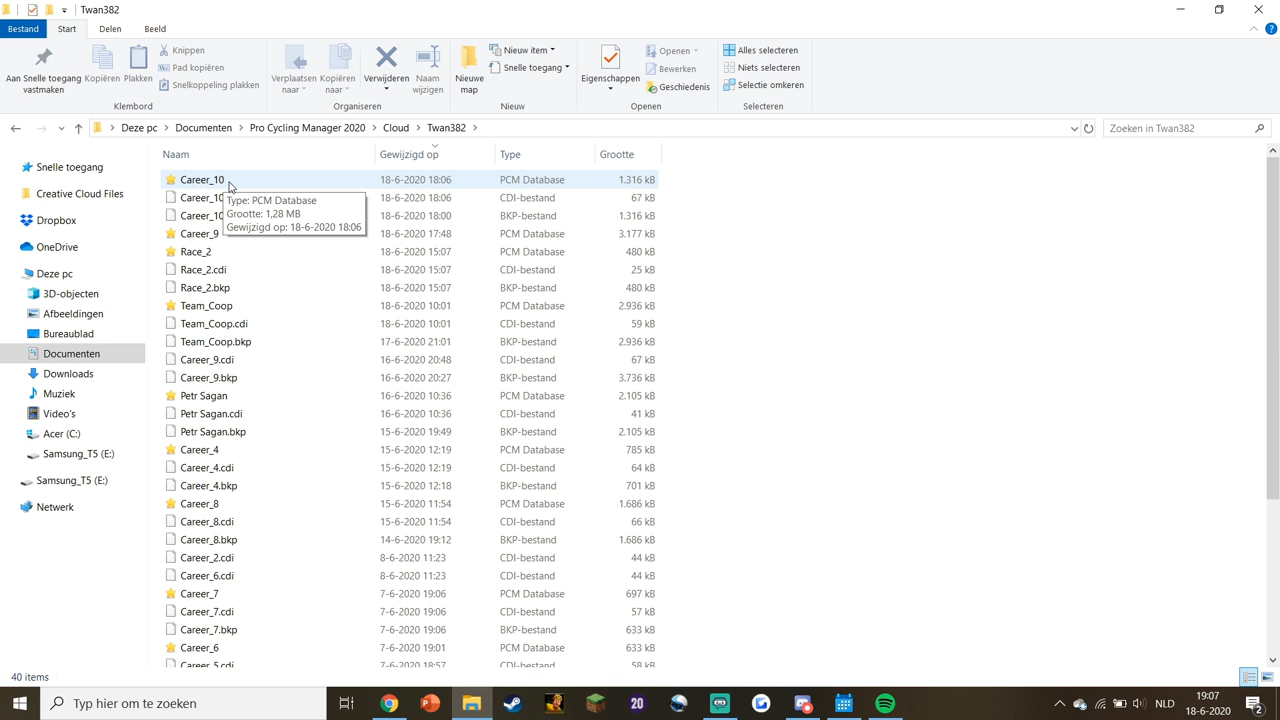 Twan382
Bestand Start Delen Beeld
Aan Snelle toegang vastmaken
Kopiëren
Plakken
Knippen
Pad kopiëren
Snelkoppeling plakken
Klembord
Verplaatsen naar
Kopiëren naar
Verwijderen
Naam wijzigen
Organiseren
Nieuwe map
Nieuw item
Snelle toegang
Nieuw
Eigenschappen
Openen
Bewerken
Geschiedenis
Openen
Alles selecteren
Niets selecteren
Selectie omkeren
Selecteren
Deze pc > Documenten > Pro Cycling Manager 2020 > Cloud > Twan382 >
Zoeken in Twan382
Snelle toegang
Creative Cloud Files
Dropbox
OneDrive
Deze pc
3D-objecten
Afbeeldingen
Bureaublad
Documenten
Downloads
Muziek
Video's
Acer (C:)
Samsung_T5 (E:)
Samsung_T5 (E:)
Netwerk
Naam Gewijzigd op Type Grootte
Career_10 18-6-2020 18:06 PCM Database 1.316 kB
Career_10 18-6-2020 18:06 CDI-bestand 67 kB
Career_10 18-6-2020 18:00 BKP-bestand 1.316 kB
Career_9 18-6-2020 17:48 PCM Database 3.177 kB
Race_2 18-6-2020 15:07 PCM Database 480 kB
Race_2.cdi 18-6-2020 15:07 CDI-bestand 25 kB
Race_2.bkp 18-6-2020 15:07 BKP-bestand 480 kB
Team_Coop 18-6-2020 10:01 PCM Database 2.936 kB
Team_Coop.cdi 18-6-2020 10:01 CDI-bestand 59 kB
Team_Coop.bkp 17-6-2020 21:01 BKP-bestand 2.936 kB
Career_9.cdi 16-6-2020 20:48 CDI-bestand 67 kB
Career_9.bkp 16-6-2020 20:27 BKP-bestand 3.736 kB
Petr Sagan 16-6-2020 10:36 PCM Database 2.105 kB
Petr Sagan.cdi 16-6-2020 10:36 CDI-bestand 41 kB
Petr Sagan.bkp 15-6-2020 19:49 BKP-bestand 2.105 kB
Career_4 15-6-2020 12:19 PCM Database 785 kB
Career_4.cdi 15-6-2020 12:19 CDI-bestand 64 kB
Career_4.bkp 15-6-2020 12:18 BKP-bestand 701 kB
Career_8 15-6-2020 11:54 PCM Database 1.686 kB
Career_8.cdi 15-6-2020 11:54 CDI-bestand 66 kB
Career_8.bkp 14-6-2020 19:12 BKP-bestand 1.686 kB
Career_2.cdi 8-6-2020 11:23 CDI-bestand 44 kB
Career_6.cdi 8-6-2020 11:23 CDI-bestand 44 kB
Career_7 7-6-2020 19:06 PCM Database 697 kB
Career_7.cdi 7-6-2020 19:06 CDI-bestand 57 kB
Career_7.bkp 7-6-2020 19:06 BKP-bestand 633 kB
Career_6 7-6-2020 19:01 PCM Database 633 kB
Career_5.cdi 7-6-2020 18:57 CDI-bestand 58 kB
Type: PCM Database
Grootte: 1,28 MB
Gewijzigd op: 18-6-2020 18:06
40 items
Typ hier om te zoeken
20
NLD
19:07
18-6-2020
2